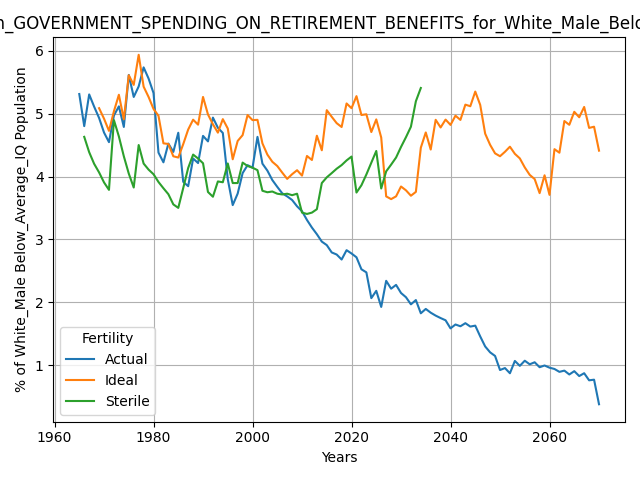 n_GOVERNMENT_SPENDING_ON_RETIREMENT_BENEFITS_for_White_Male_Belo
% of White_Male Below_Average_IQ Population
6
5
4
3
2
1
Fertility
Actual
Ideal
Sterile
1960
1980
2000
2020
2040
2060
Years